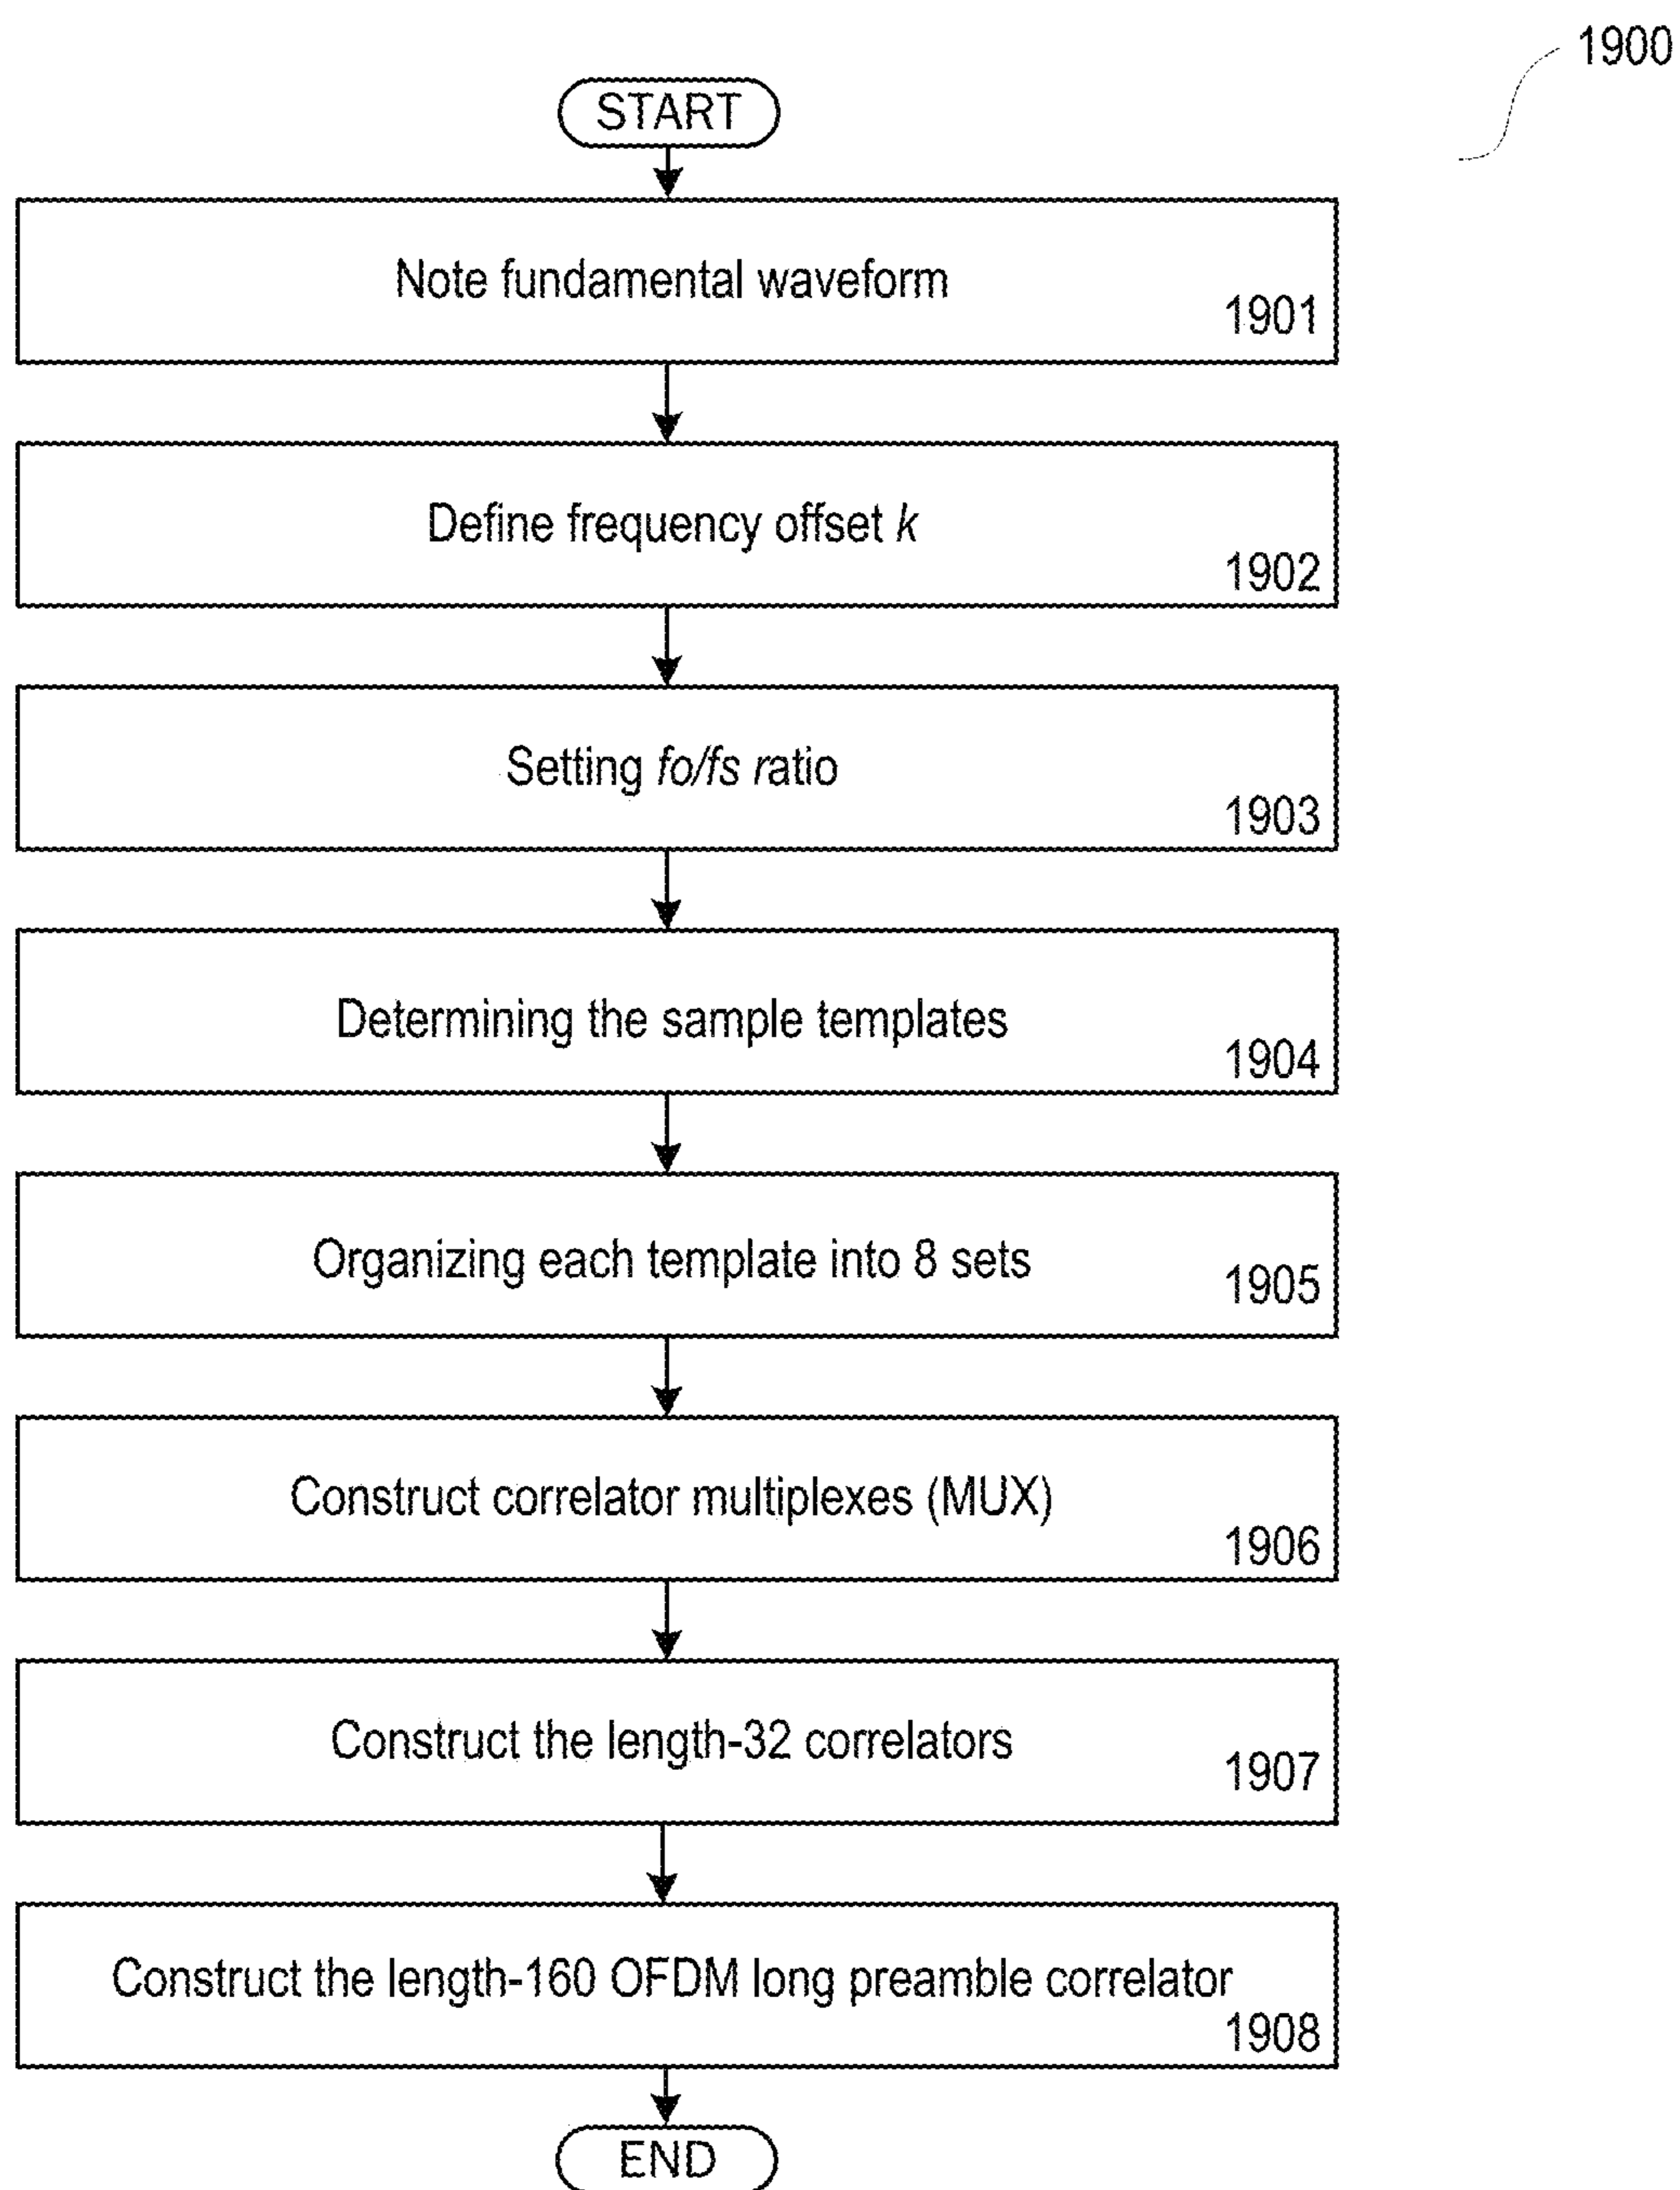 1900
START
Note fundamental waveform
1901
Define frequency offset k
1902
Setting fo/fs ratio
1903
Determining the sample templates
1904
Organizing each template into 8 sets
1905
Construct correlator multiplexes (MUX)
1906
Construct the length-32 correlators
1907
Construct the length-160 OFDM long preamble correlator
1908
END